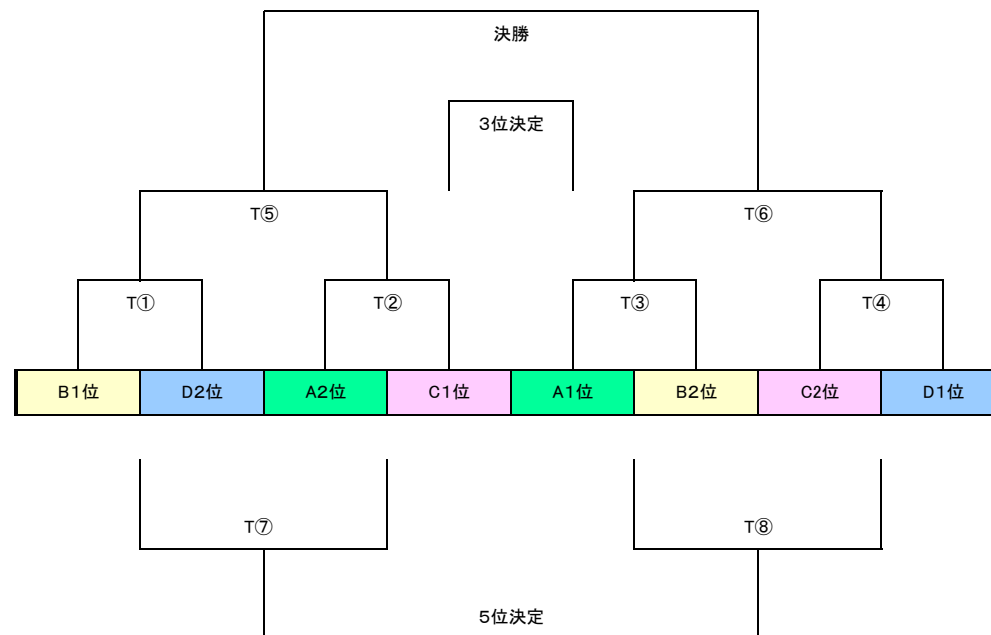 決勝
３位決定
T⑤
T⑥
T①
T②
T③
T④
B１位
D２位
A２位
C１位
A１位
B２位
C2位
D１位
T⑦
T⑧
５位決定